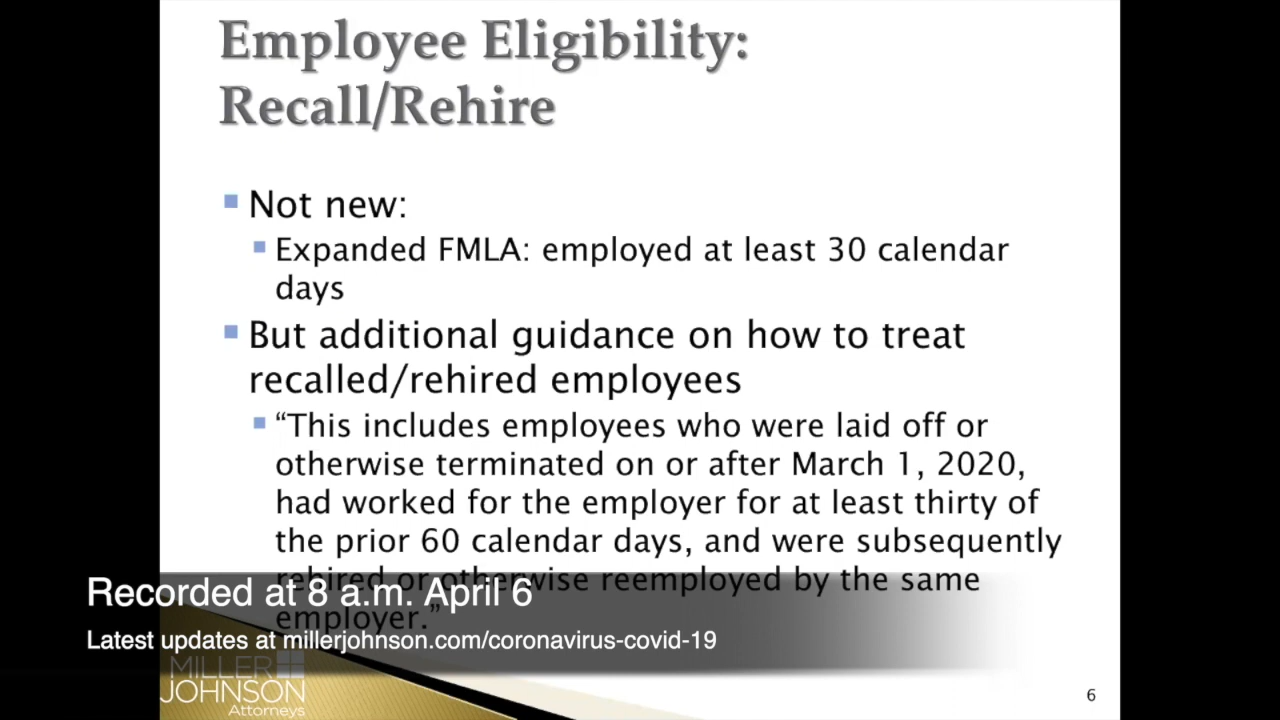 Employee Eligibility:
Recall/Rehire
Not new:
Expanded FMLA: employed at least 30 calendar
days
But additional guidance on how to treat
recalled/rehired employees
“This includes employees who were laid off or
otherwise terminated on or after March 1, 2020,
had worked for the employer for at least thirty of
the prior 60 calendar days, and were subsequently
rehired or otherwise reemployed by the same
employer.”
Recorded at 8 a.m. April 6
Latest updates at millerjohnson.com/coronavirus-covid-19
MILLER
JOHNSON
Attorneys
6